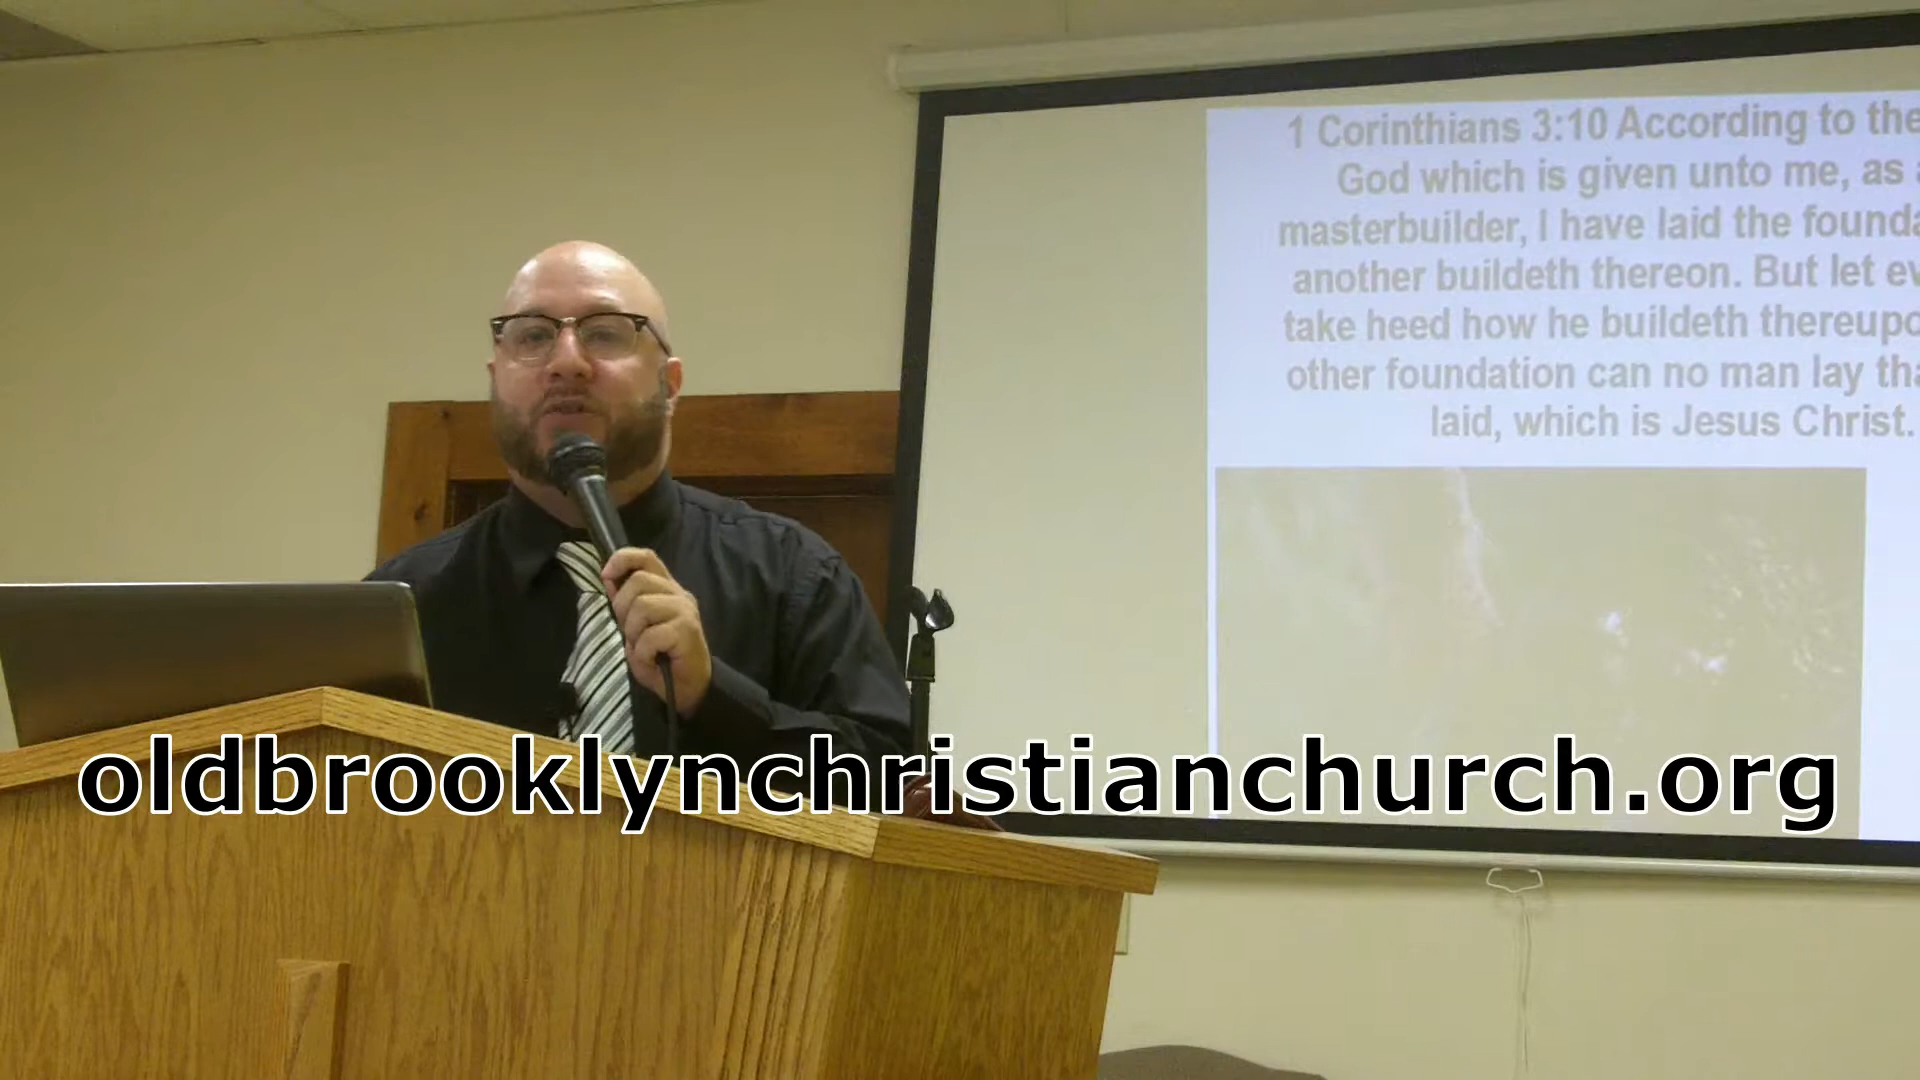 1 Corinthians 3:10 According to the
God which is given unto me, as
masterbuilder, I have laid the founda
another buildeth thereon. But let ev
take heed how he buildeth thereupo
other foundation can no man lay tha
laid, which is Jesus Christ.
oldbrooklynchristianchurch.org